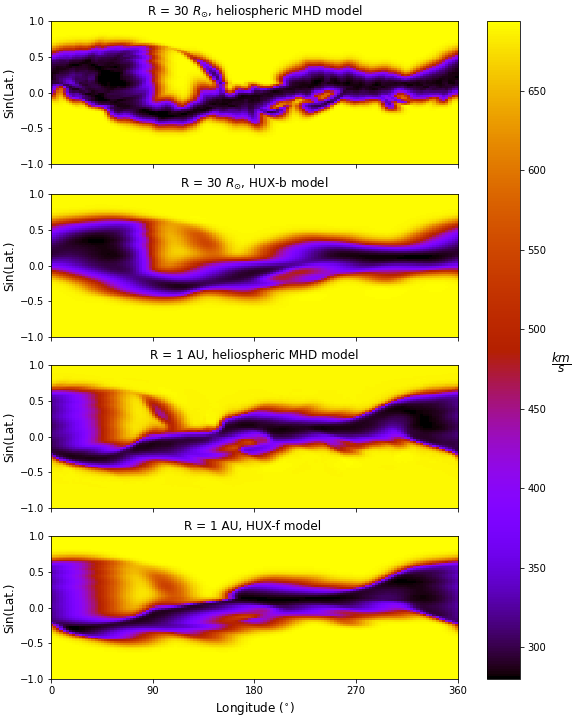 R = 30 R⊙, heliospheric MHD model
1.0
0.5
0.0
−0.5
−1.0
Sin(Lat.)
R = 30 R⊙, HUX-b model
1.0
0.5
0.0
−0.5
−1.0
Sin(Lat.)
R = 1 AU, heliospheric MHD model
1.0
0.5
0.0
−0.5
−1.0
Sin(Lat.)
R = 1 AU, HUX-f model
1.0
0.5
0.0
−0.5
−1.0
Sin(Lat.)
0 90 180 270 360
Longitude (°)
650
600
550
500
450
400
350
300
km
s